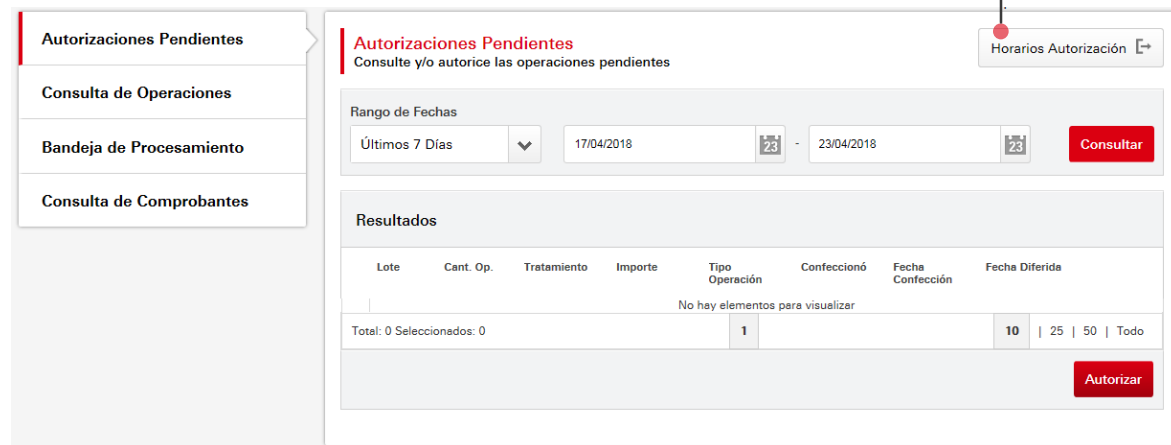 Autorizaciones Pendientes
Consulta de Operaciones
Bandeja de Procesamiento
Consulta de Comprobantes
Autorizaciones Pendientes
Consulte y/o autorice las operaciones pendientes
Horarios Autorización
Rango de Fechas
Últimos 7 Días
17/04/2018
23
-
23/04/2018
23
Consultar
Resultados
Lote Cant. Op. Tratamiento Importe Tipo Operación Confeccionó Fecha Confección Fecha Diferida
No hay elementos para visualizar
Total: 0 Seleccionados: 0 1 10 | 25 | 50 | Todo
Autorizar